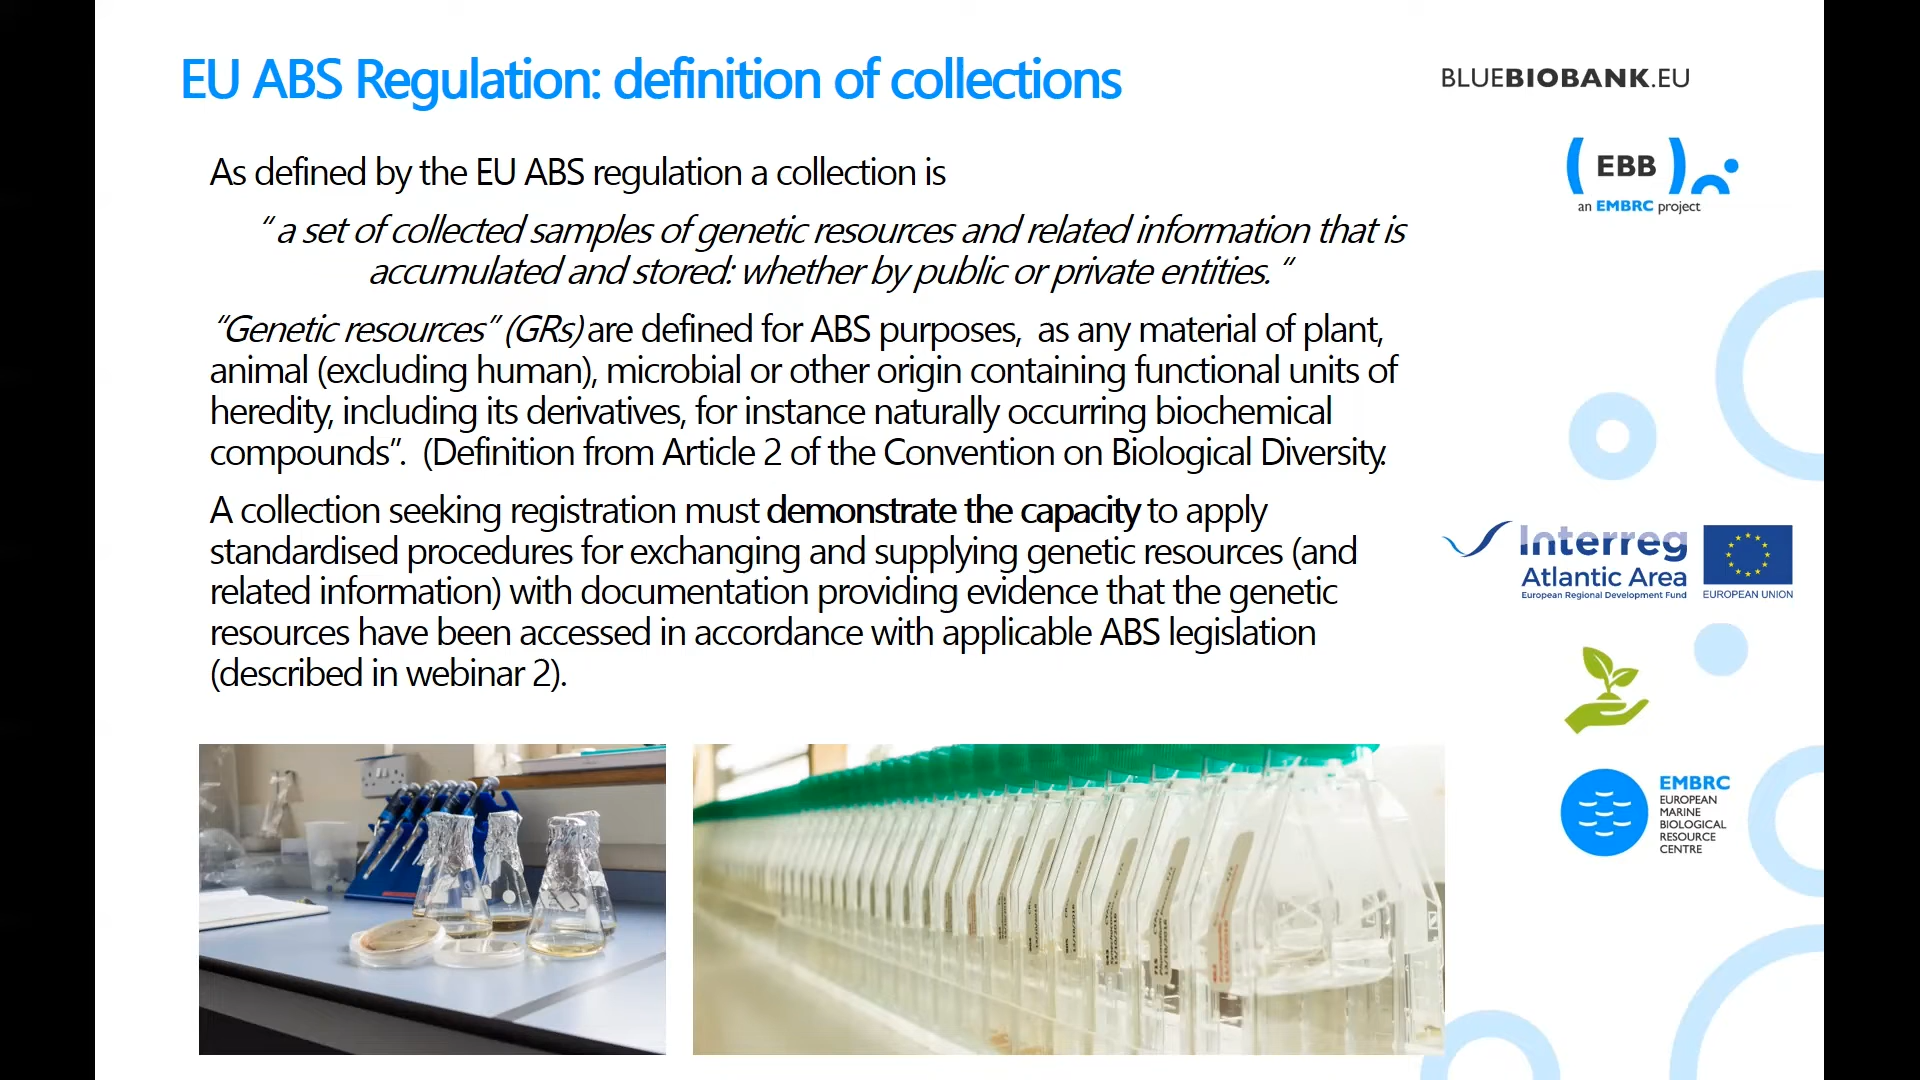 EU ABS Regulation: definition of collections
BLUEBIOBANK.EU
( EBB )
an EMBRC project
As defined by the EU ABS regulation a collection is
“ a set of collected samples of genetic resources and related information that is
accumulated and stored: whether by public or private entities. “
“Genetic resources” (GRs) are defined for ABS purposes,  as any material of plant,
animal (excluding human), microbial or other origin containing functional units of
heredity, including its derivatives, for instance naturally occurring biochemical
compounds”.  (Definition from Article 2 of the Convention on Biological Diversity.
A collection seeking registration must demonstrate the capacity to apply
standardised procedures for exchanging and supplying genetic resources (and
related information) with documentation providing evidence that the genetic
resources have been accessed in accordance with applicable ABS legislation
(described in webinar 2).
Interreg
Atlantic Area
European Regional Development Fund
EUROPEAN UNION
EMBRC
EUROPEAN
MARINE
BIOLOGICAL
RESOURCE
CENTRE